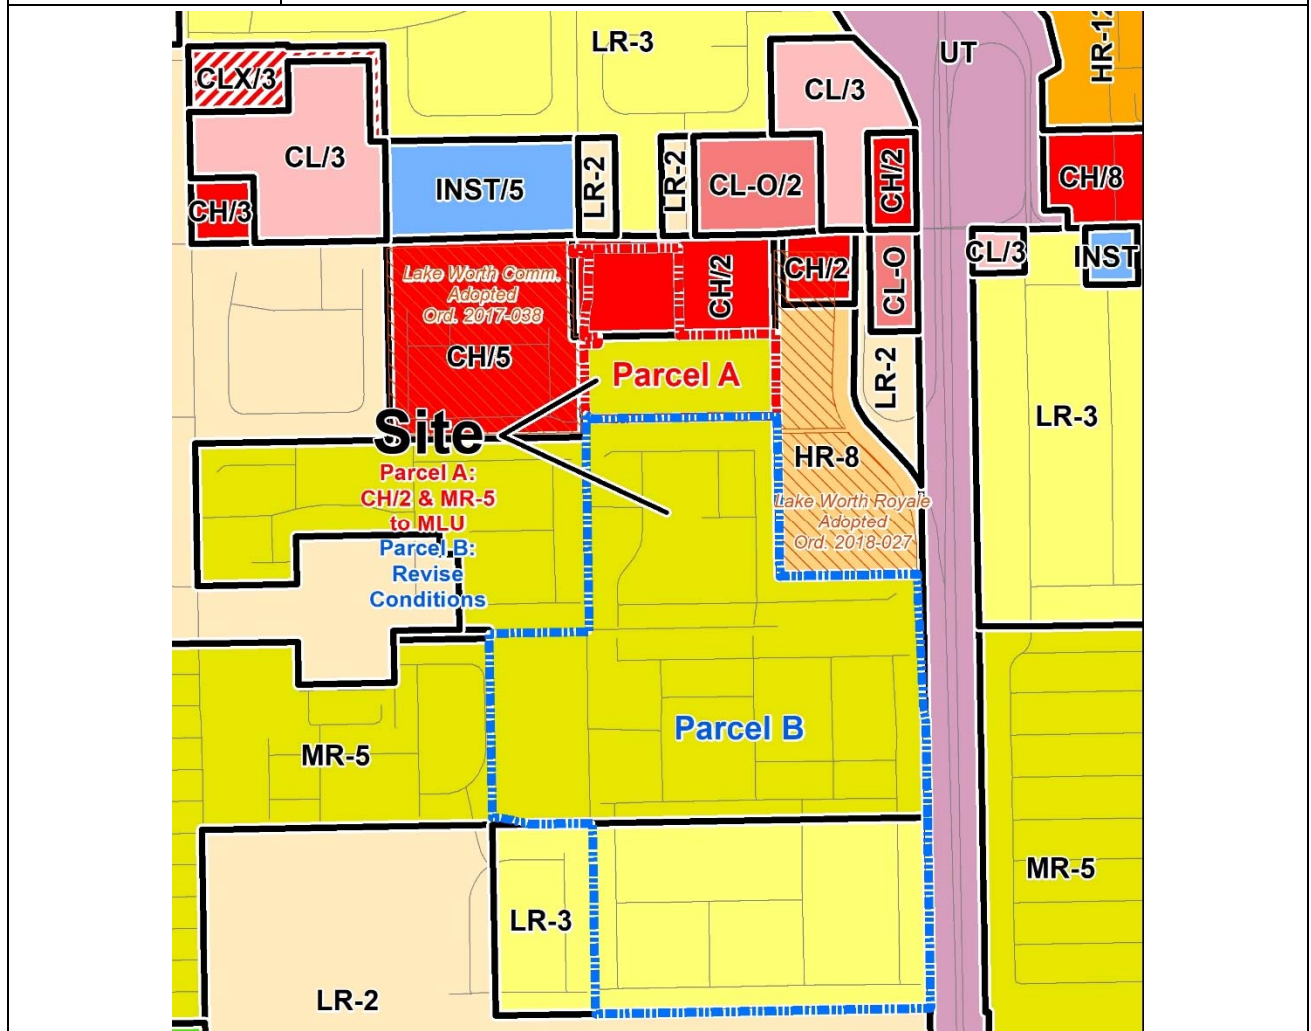 LR-3
UT
HR-12
CLX/3
CL/3
CL/3
INST/5
LR-2
LR-2
CL-O/2
CH/2
CH/8
CH/3
CL/3
INST
Lake Worth Comm.
Adopted
Ord. 2017-038
CH/5
CH/2
CH/2
CL-O
LR-2
Parcel A
LR-3
Site
HR-8
Parcel A:
CH/2 & MR-5
to MLU
Parcel B:
Revise
Conditions
Lake Worth Royale
Adopted
Ord. 2018-027
Parcel B
MR-5
MR-5
LR-3
LR-2